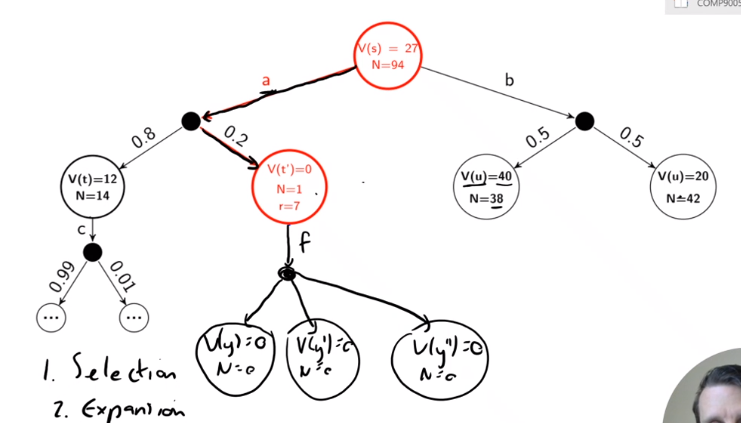 COMP9005
V(s) = 27
N=94
a
b
0.8
0.2
0.5
0.5
V(t)=12
N=14
V(t')=0
N=1
r=7
V(u)=40
N=38
V(u)=20
N=42
c
f
0.99
0.01
...
...
V(y)=0
N=0
V(y')=0
N=0
V(y")=0
N=0
1. Selection
2. Expansion